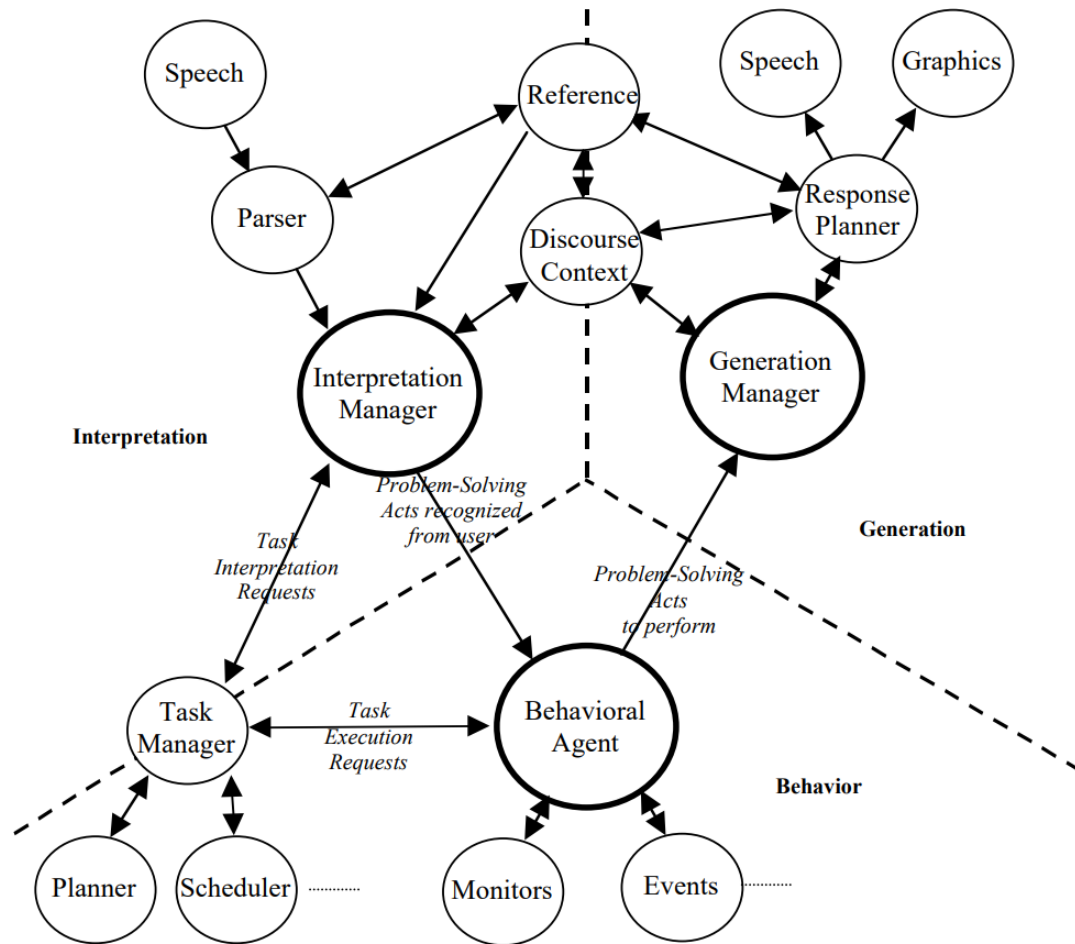 Speech
Reference
Speech
Graphics
Parser
Response
Planner
Discourse
Context
Interpretation
Manager
Generation
Manager
Interpretation
Problem-Solving
Acts recognized
from user
Generation
Task
Interpretation
Requests
Problem-Solving
Acts
to perform
Task
Manager
Task
Execution
Requests
Behavioral
Agent
Behavior
Planner
Scheduler
Monitors
Events